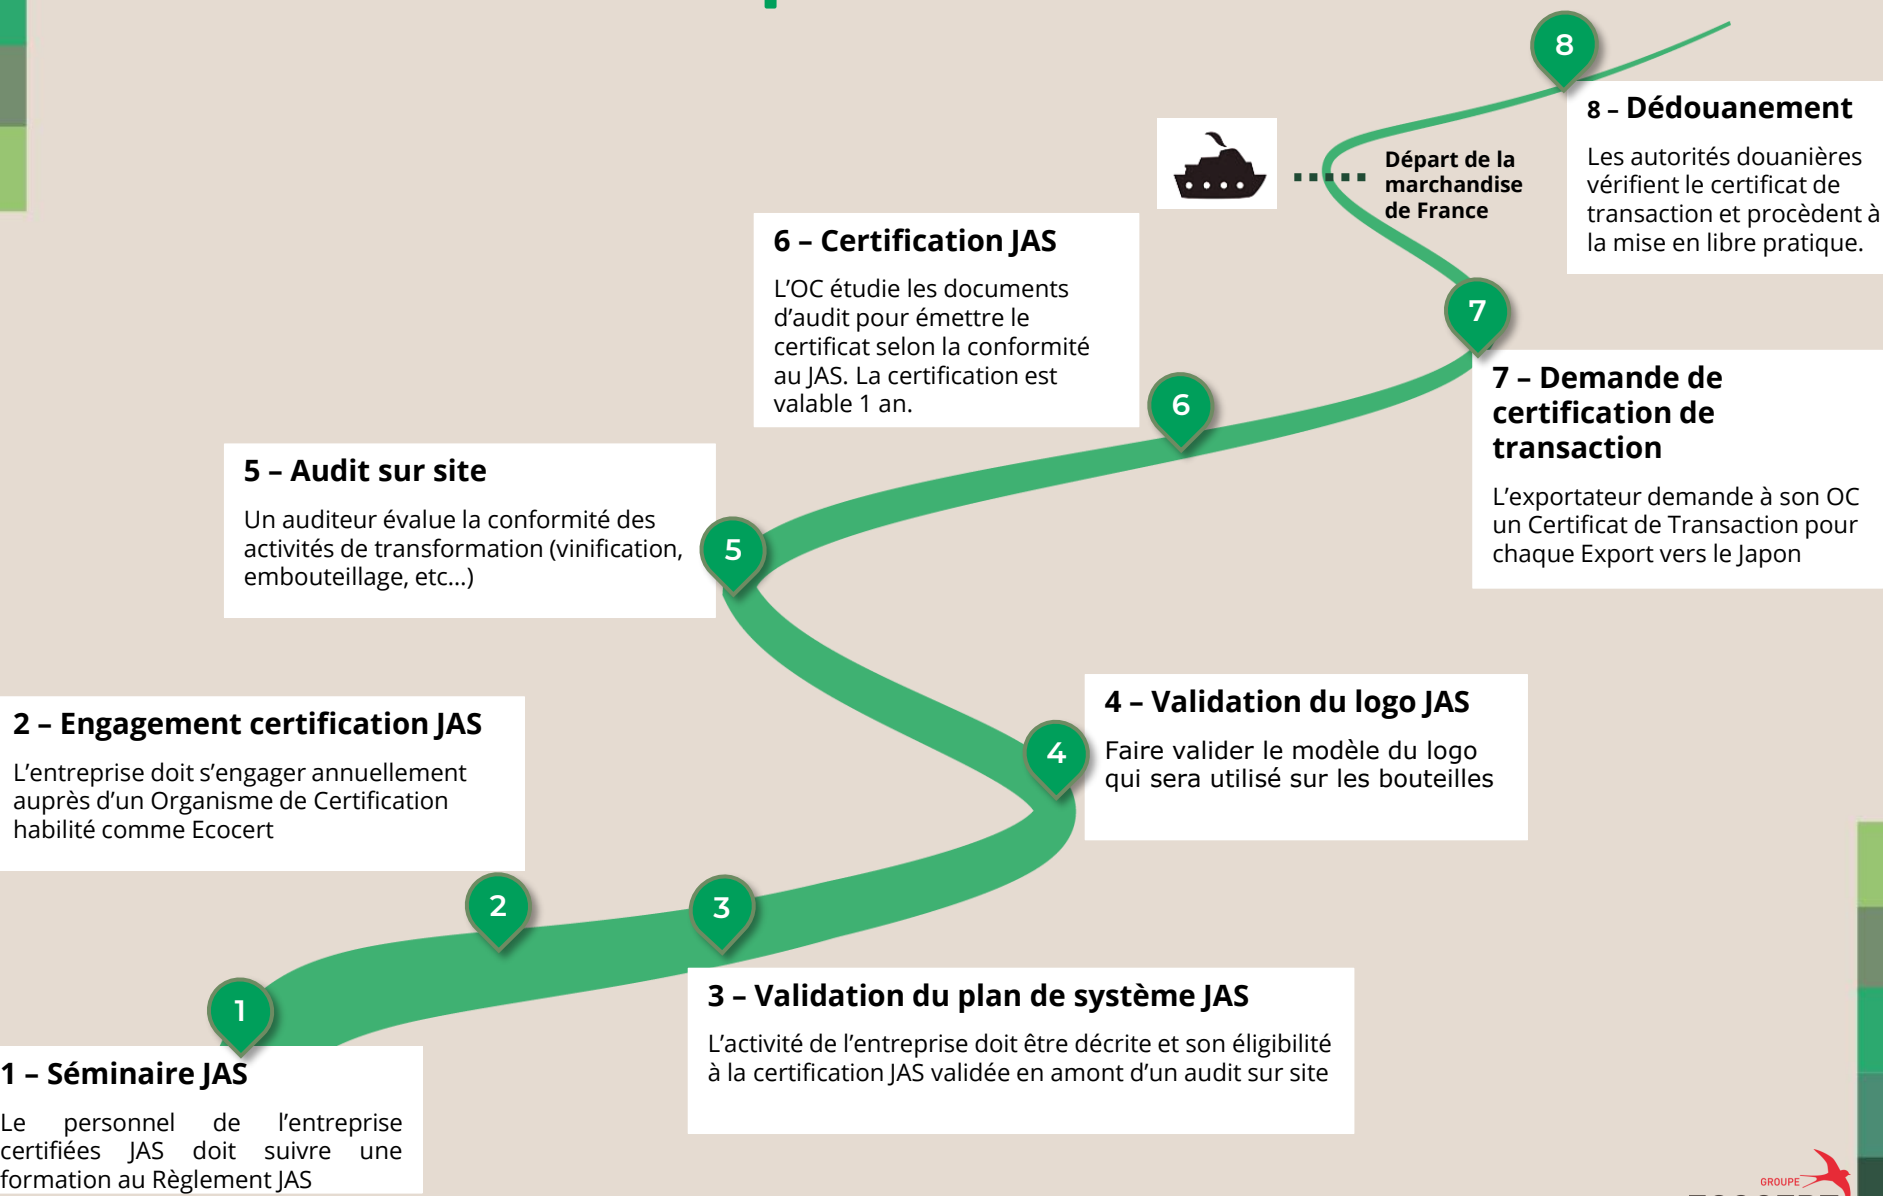 8
8 – Dédouanement
Les autorités douanières
vérifient le certificat de
transaction et procèdent à
la mise en libre pratique.
Départ de la
marchandise
de France
7
7 – Demande de
certification de
transaction
L’exportateur demande à son OC
un Certificat de Transaction pour
chaque Export vers le Japon
6 – Certification JAS
L’OC étudie les documents
d’audit pour émettre le
certificat selon la conformité
au JAS. La certification est
valable 1 an.
6
5 – Audit sur site
Un auditeur évalue la conformité des
activités de transformation (vinification,
embouteillage, etc…)
5
4 – Validation du logo JAS
Faire valider le modèle du logo
qui sera utilisé sur les bouteilles
4
2 – Engagement certification JAS
L’entreprise doit s’engager annuellement
auprès d’un Organisme de Certification
habilité comme Ecocert
2
3
3 – Validation du plan de système JAS
L’activité de l’entreprise doit être décrite et son éligibilité
à la certification JAS validée en amont d’un audit sur site
1
1 – Séminaire JAS
Le personnel de l’entreprise
certifiées JAS doit suivre une
formation au Règlement JAS
GROUPE